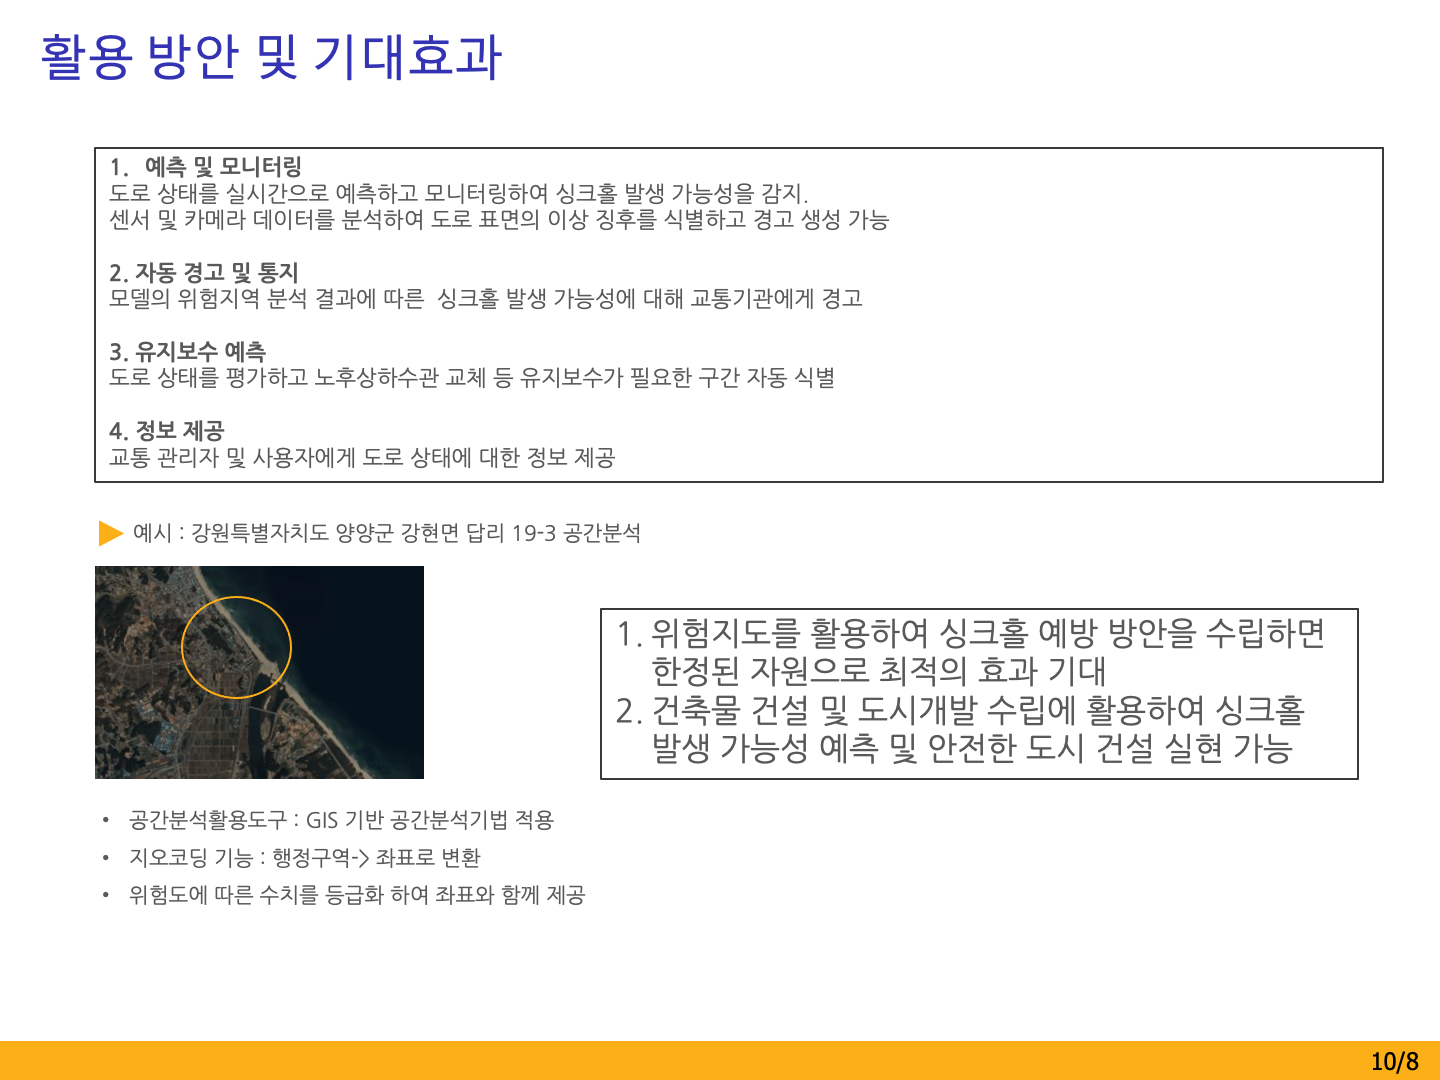 활용 방안 및 기대효과
1. 예측 및 모니터링
도로 상태를 실시간으로 예측하고 모니터링하여 싱크홀 발생 가능성을 감지.
센서 및 카메라 데이터를 분석하여 도로 표면의 이상 징후를 식별하고 경고 생성 가능
2. 자동 경고 및 통지
모델의 위험지역 분석 결과에 따른 싱크홀 발생 가능성에 대해 교통기관에게 경고
3. 유지보수 예측
도로 상태를 평가하고 노후상하수관 교체 등 유지보수가 필요한 구간 자동 식별
4. 정보 제공
교통 관리자 및 사용자에게 도로 상태에 대한 정보 제공
▶ 예시 : 강원특별자치도 양양군 강현면 답리 19-3 공간분석
1. 위험지도를 활용하여 싱크홀 예방 방안을 수립하면
한정된 자원으로 최적의 효과 기대
2. 건축물 건설 및 도시개발 수립에 활용하여 싱크홀
발생 가능성 예측 및 안전한 도시 건설 실현 가능
• 공간분석활용도구 : GIS 기반 공간분석기법 적용
• 지오코딩 기능 : 행정구역-> 좌표로 변환
• 위험도에 따른 수치를 등급화 하여 좌표와 함께 제공
10/8